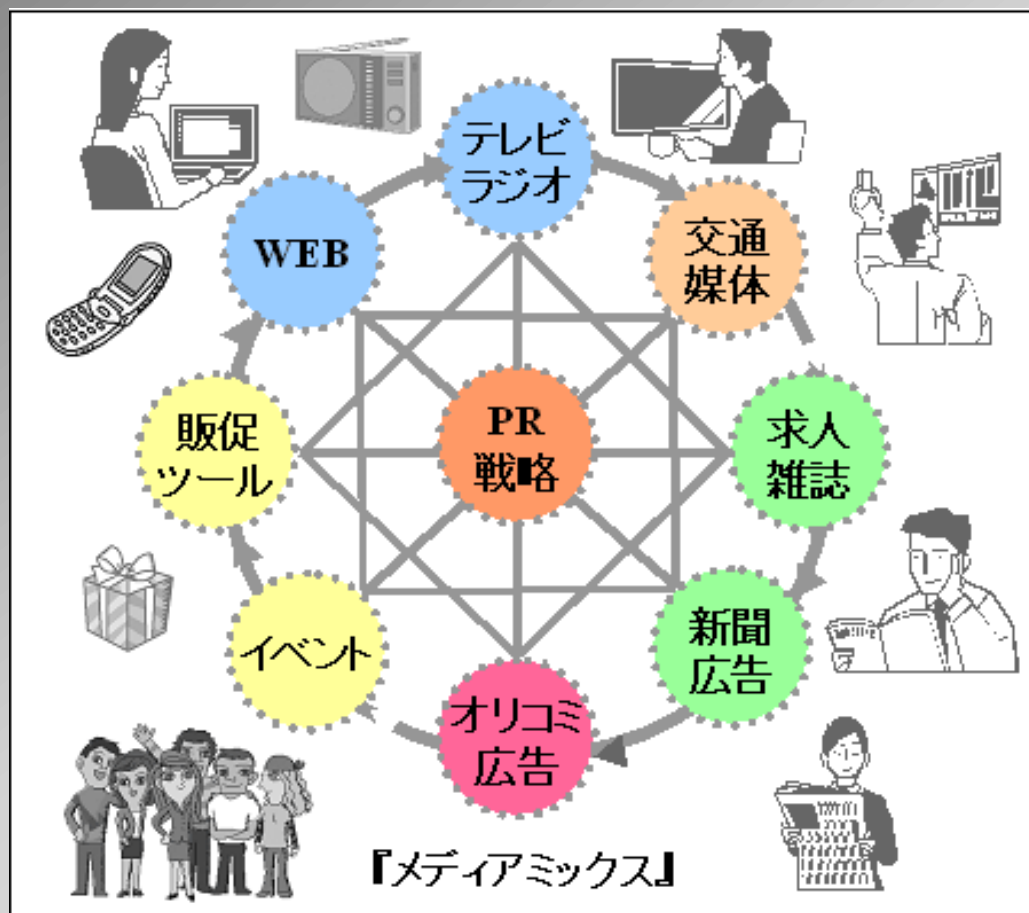 テレビ
ラジオ
交通
媒体
求人
雑誌
新聞
広告
オリコミ
広告
イベント
販促
ツール
WEB
PR
戦略
『メディアミックス』